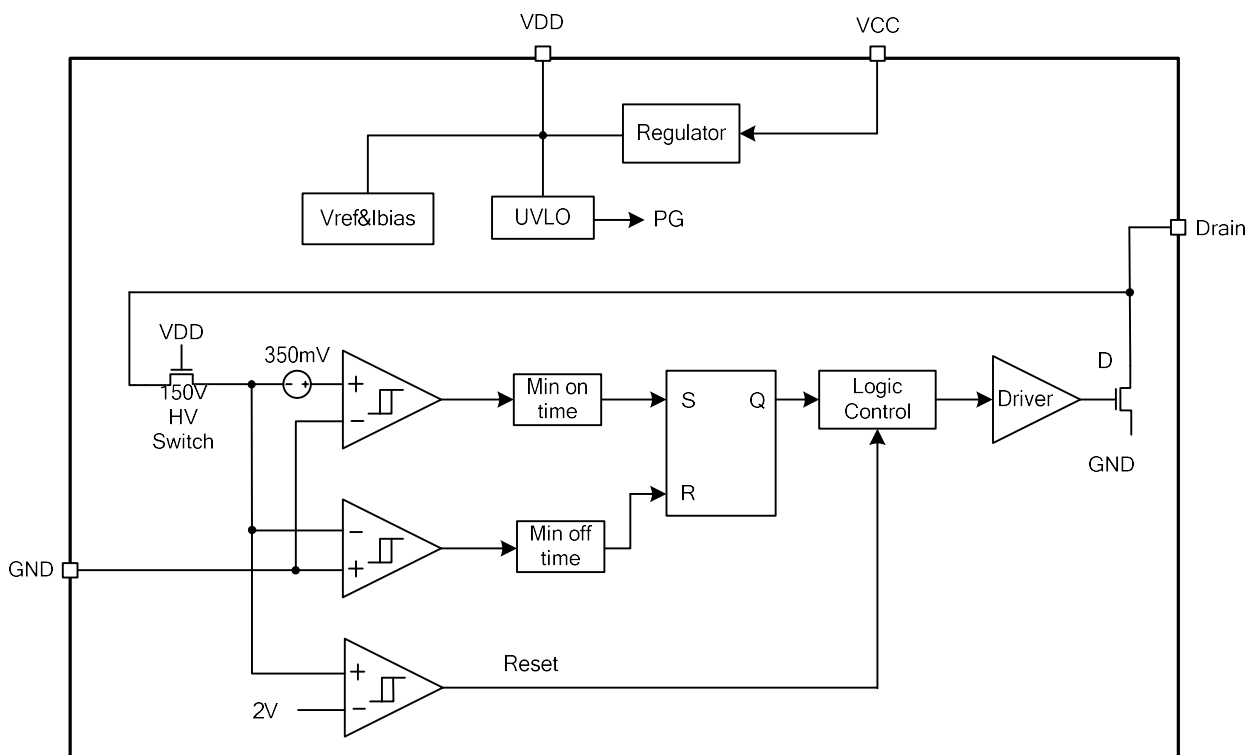 VDD
VCC
Regulator
Vref&Ibias
UVLO
PG
Drain
VDD
350mV
150V
HV
Switch
+
−
Min on
time
S
Q
R
Logic
Control
Driver
D
GND
−
+
Min off
time
GND
Reset
+
−
2V
- +